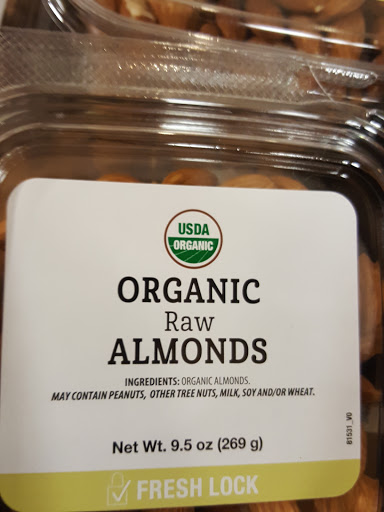 USDA
ORGANIC
ORGANIC
Raw
ALMONDS
INGREDIENTS: ORGANIC ALMONDS.
MAY CONTAIN PEANUTS, OTHER TREE NUTS, MILK, SOY AND/OR WHEAT.
81531_V0
Net Wt. 9.5 oz (269 g)
FRESH LOCK